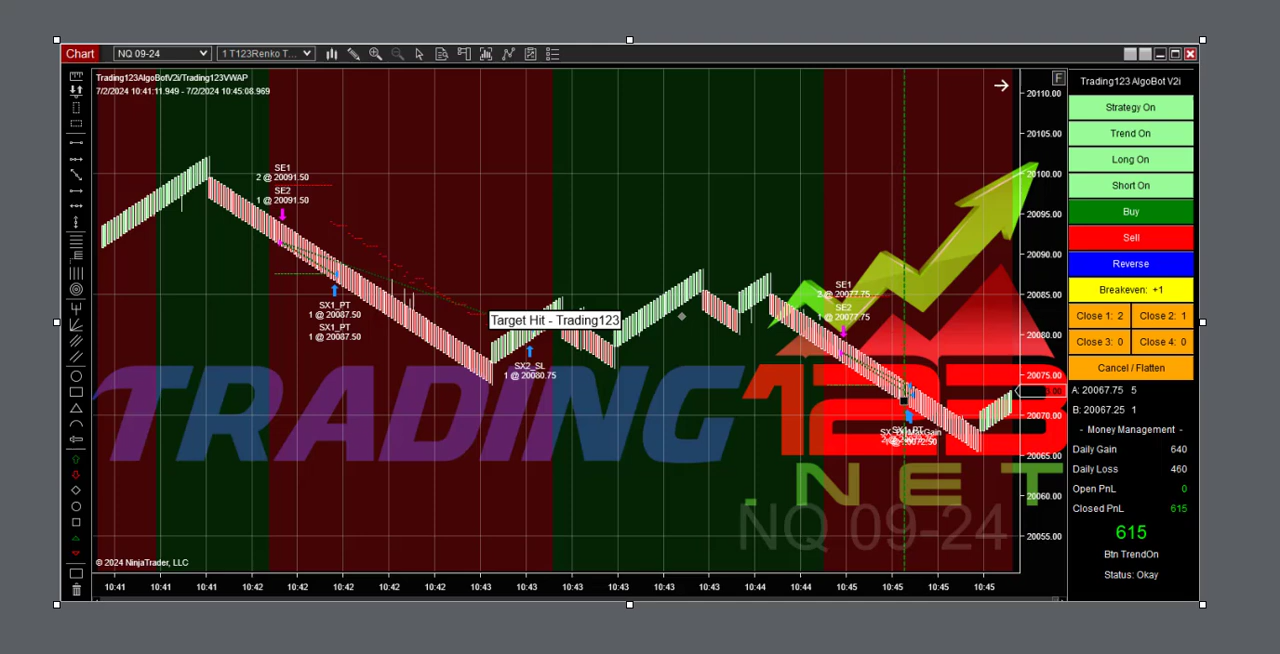 Chart
NQ 09-24
1 T123Renko T...
Trading123AlgoBotV2i/Trading123VWAP
7/2/2024 10:41:11.949 - 7/2/2024 10:45:08.969
F
SE1
2 @ 20091.50
SE2
1 @ 20091.50
SX1_PT
1 @ 20087.50
SX1_PT
1 @ 20087.50
Target Hit - Trading123
SX2_SL
1 @ 20080.75
SE1
2 @ 20077.75
SE2
1 @ 20077.75
TRADING
123
.NET
NQ 09-24
© 2024 NinjaTrader, LLC
20110.00
20105.00
20100.00
20095.00
20090.00
20085.00
20080.00
20075.00
20070.00
20065.00
20060.00
20055.00
10:41 10:41 10:41 10:42 10:42 10:42 10:42 10:43 10:43 10:43 10:43 10:43 10:43 10:44 10:44 10:44 10:45 10:45 10:45 10:45
Trading123 AlgoBot V2i
Strategy On
Trend On
Long On
Short On
Buy
Sell
Reverse
Breakeven: +1
Close 1: 2 Close 2: 1
Close 3: 0 Close 4: 0
Cancel / Flatten
A: 20067.75 5
B: 20067.25 1
- Money Management -
Daily Gain 640
Daily Loss 460
Open PnL 0
Closed PnL 615
615
Btn TrendOn
Status: Okay